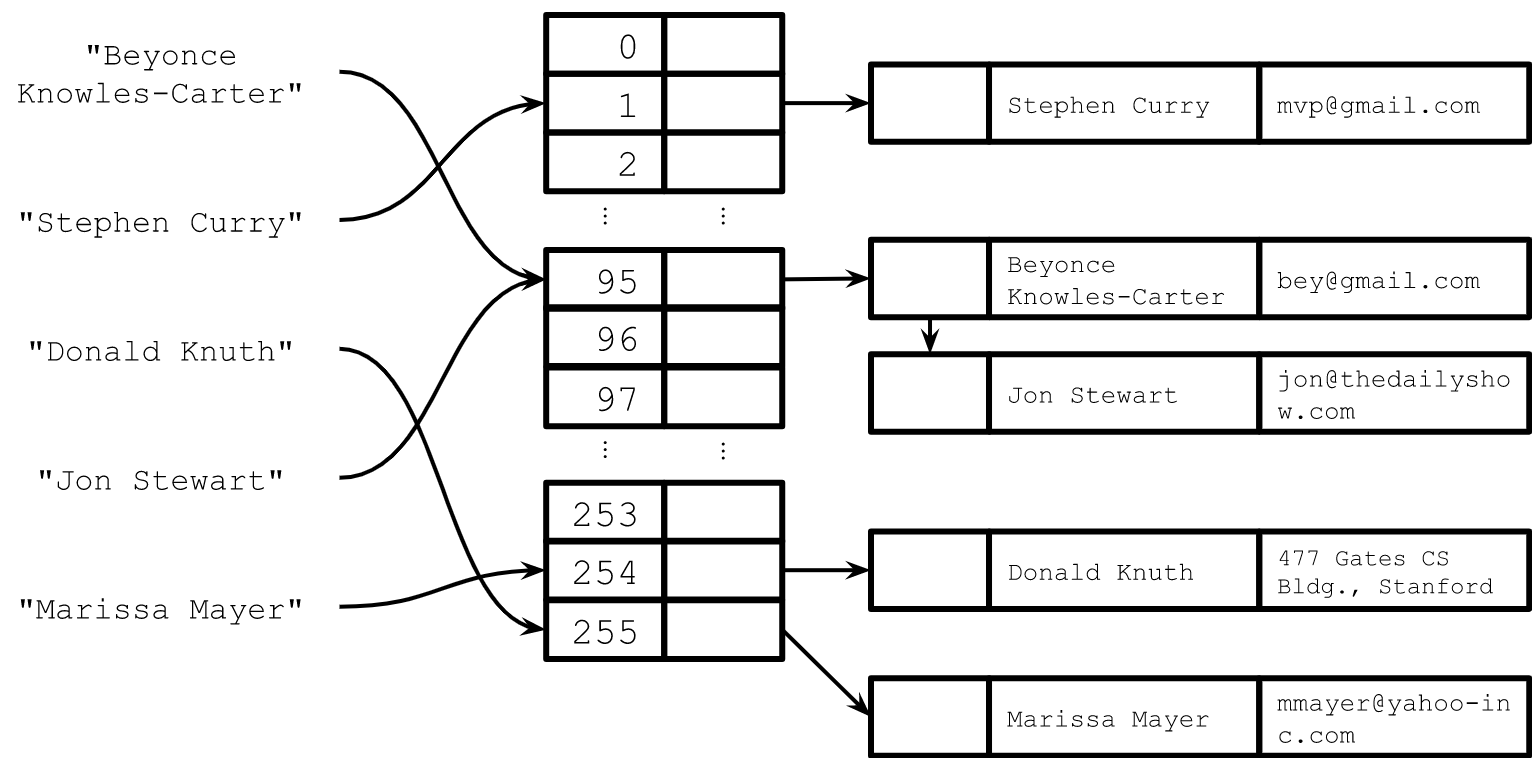 "Beyonce
Knowles-Carter"
"Stephen Curry"
"Donald Knuth"
"Jon Stewart"
"Marissa Mayer"
0
1
2
⋮ ⋮
95
96
97
⋮ ⋮
253
254
255
Stephen Curry mvp@gmail.com
Beyonce
Knowles-Carter
bey@gmail.com
Jon Stewart
jon@thedailysho
w.com
Donald Knuth
477 Gates CS
Bldg., Stanford
Marissa Mayer
mmayer@yahoo-in
c.com